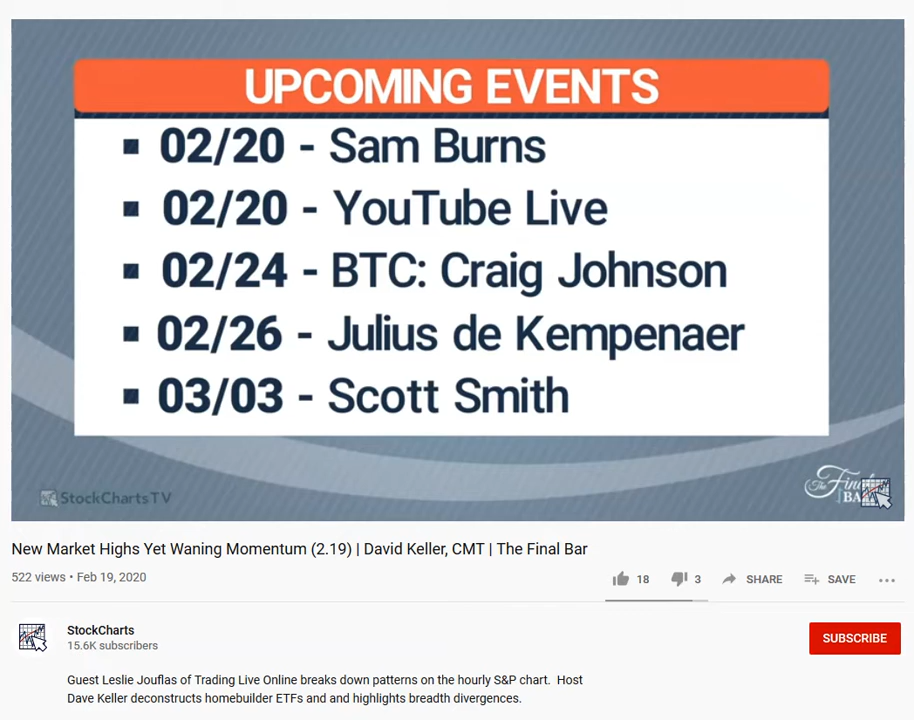 UPCOMING EVENTS
▪ 02/20 - Sam Burns
▪ 02/20 - YouTube Live
▪ 02/24 - BTC: Craig Johnson
▪ 02/26 - Julius de Kempenaer
▪ 03/03 - Scott Smith
StockChartsTV
The Final
BAR
New Market Highs Yet Waning Momentum (2.19) | David Keller, CMT | The Final Bar
522 views • Feb 19, 2020
18 3 SHARE SAVE
StockCharts
15.6K subscribers
SUBSCRIBE
Guest Leslie Jouflas of Trading Live Online breaks down patterns on the hourly S&P chart. Host
Dave Keller deconstructs homebuilder ETFs and and highlights breadth divergences.